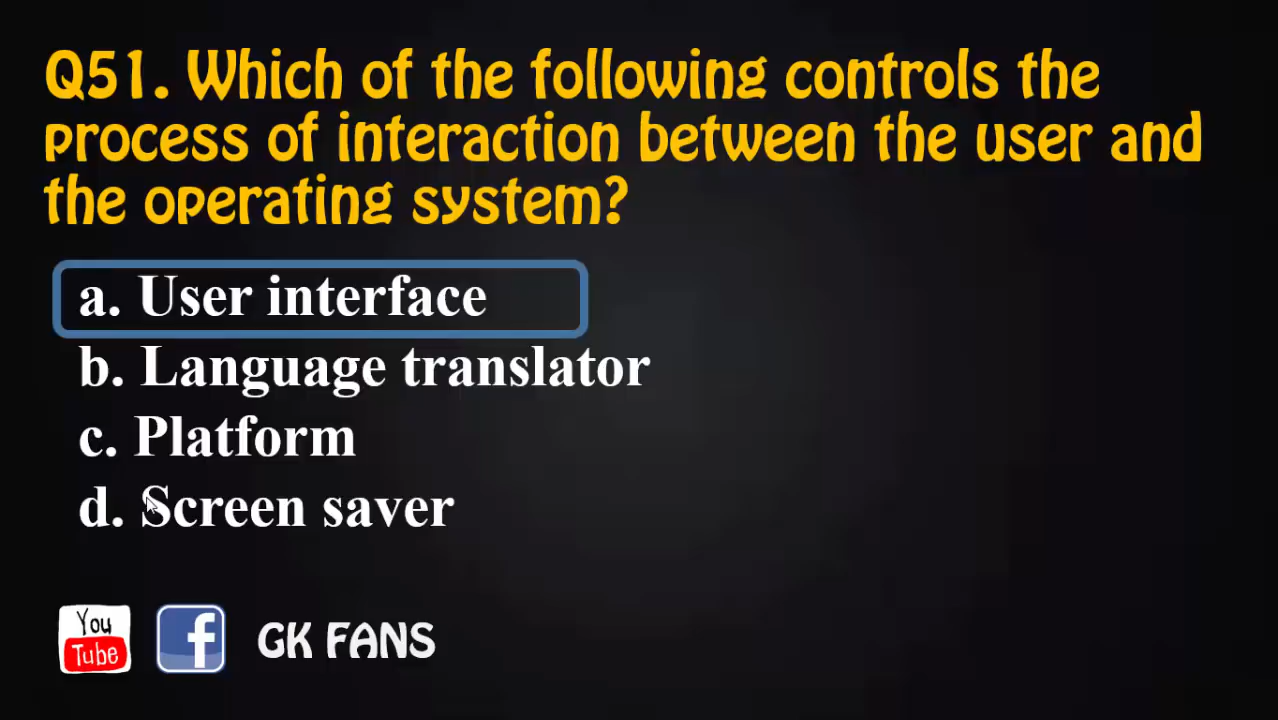 Q51. Which of the following controls the
process of interaction between the user and
the operating system?
a. User interface
b. Language translator
c. Platform
d. Screen saver
You
Tube
f
GK FANS